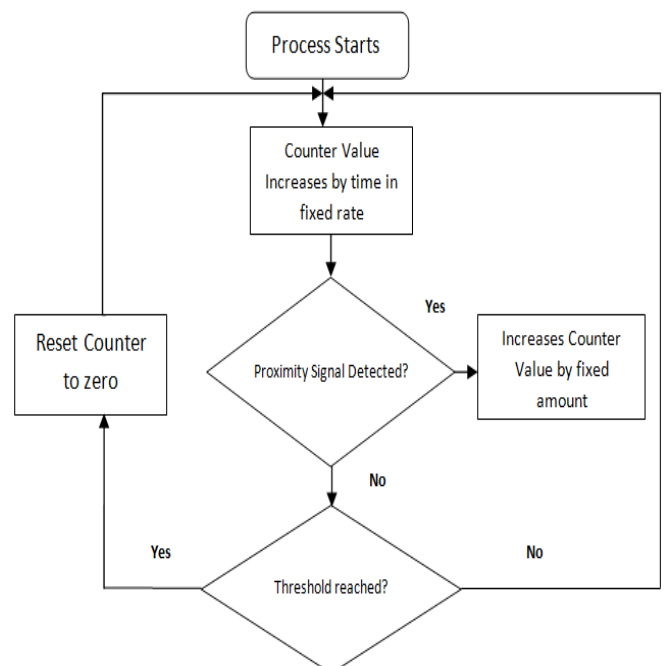 Process Starts
Counter Value
Increases by time in
fixed rate
Yes
Reset Counter
to zero
Proximity Signal Detected?
Increases Counter
Value by fixed
amount
No
Yes
No
Threshold reached?